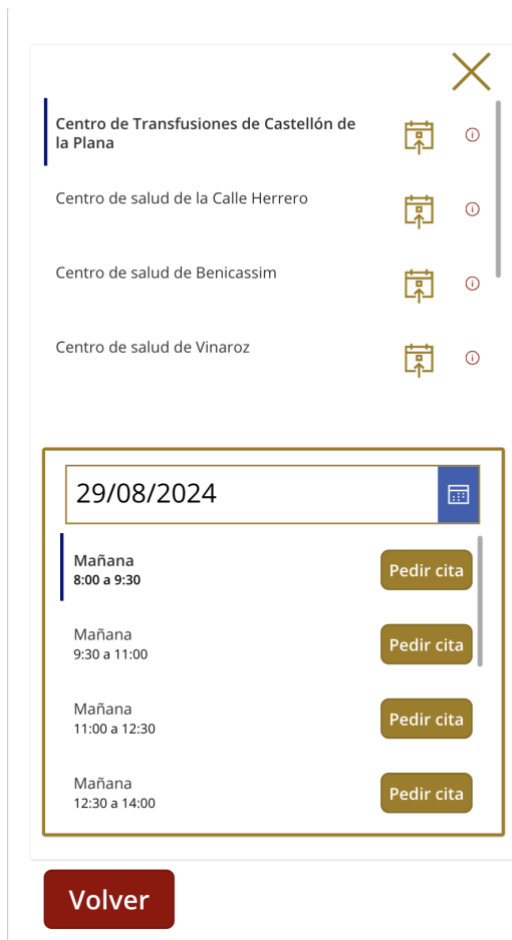 Centro de Transfusiones de Castellón de
la Plana
Centro de salud de la Calle Herrero
Centro de salud de Benicassim
Centro de salud de Vinaroz
29/08/2024
Mañana
8:00 a 9:30
Pedir cita
Mañana
9:30 a 11:00
Pedir cita
Mañana
11:00 a 12:30
Pedir cita
Mañana
12:30 a 14:00
Pedir cita
Volver